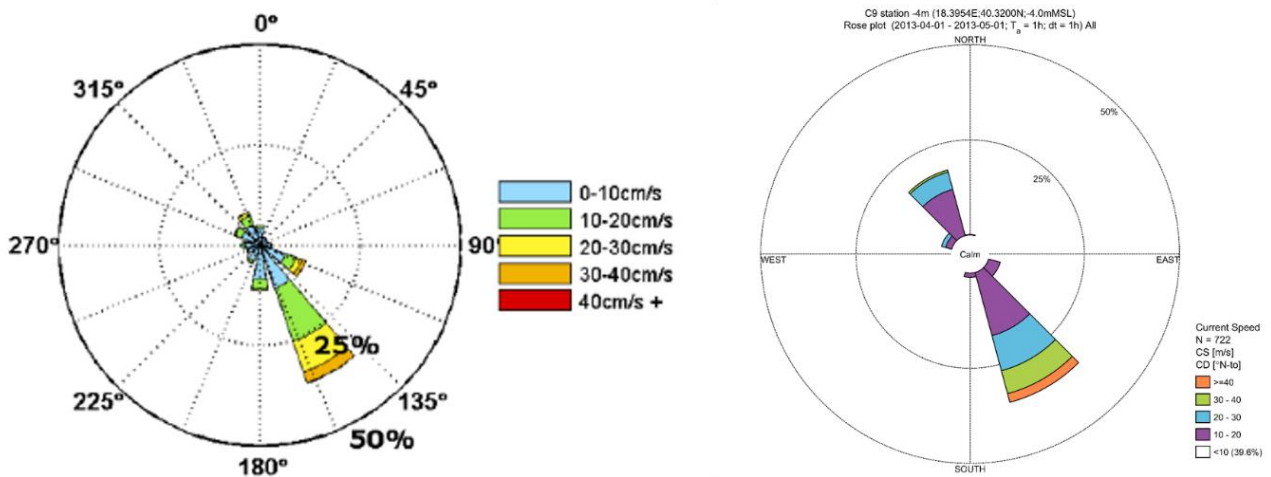 0°
315°
45°
270°
90°
25%
225°
135°
50%
180°
0-10cm/s
10-20cm/s
20-30cm/s
30-40cm/s
40cm/s +
C9 station -4m (18.3954E;40.3200N;-4.0mMSL)
Rose plot (2013-04-01 - 2013-05-01; Ta = 1h; dt = 1h) All
NORTH
50%
25%
WEST
Calm
EAST
SOUTH
Current Speed
N = 722
CS [m/s]
CD [°N-to]
>=40
30 - 40
20 - 30
10 - 20
<10 (39.6%)